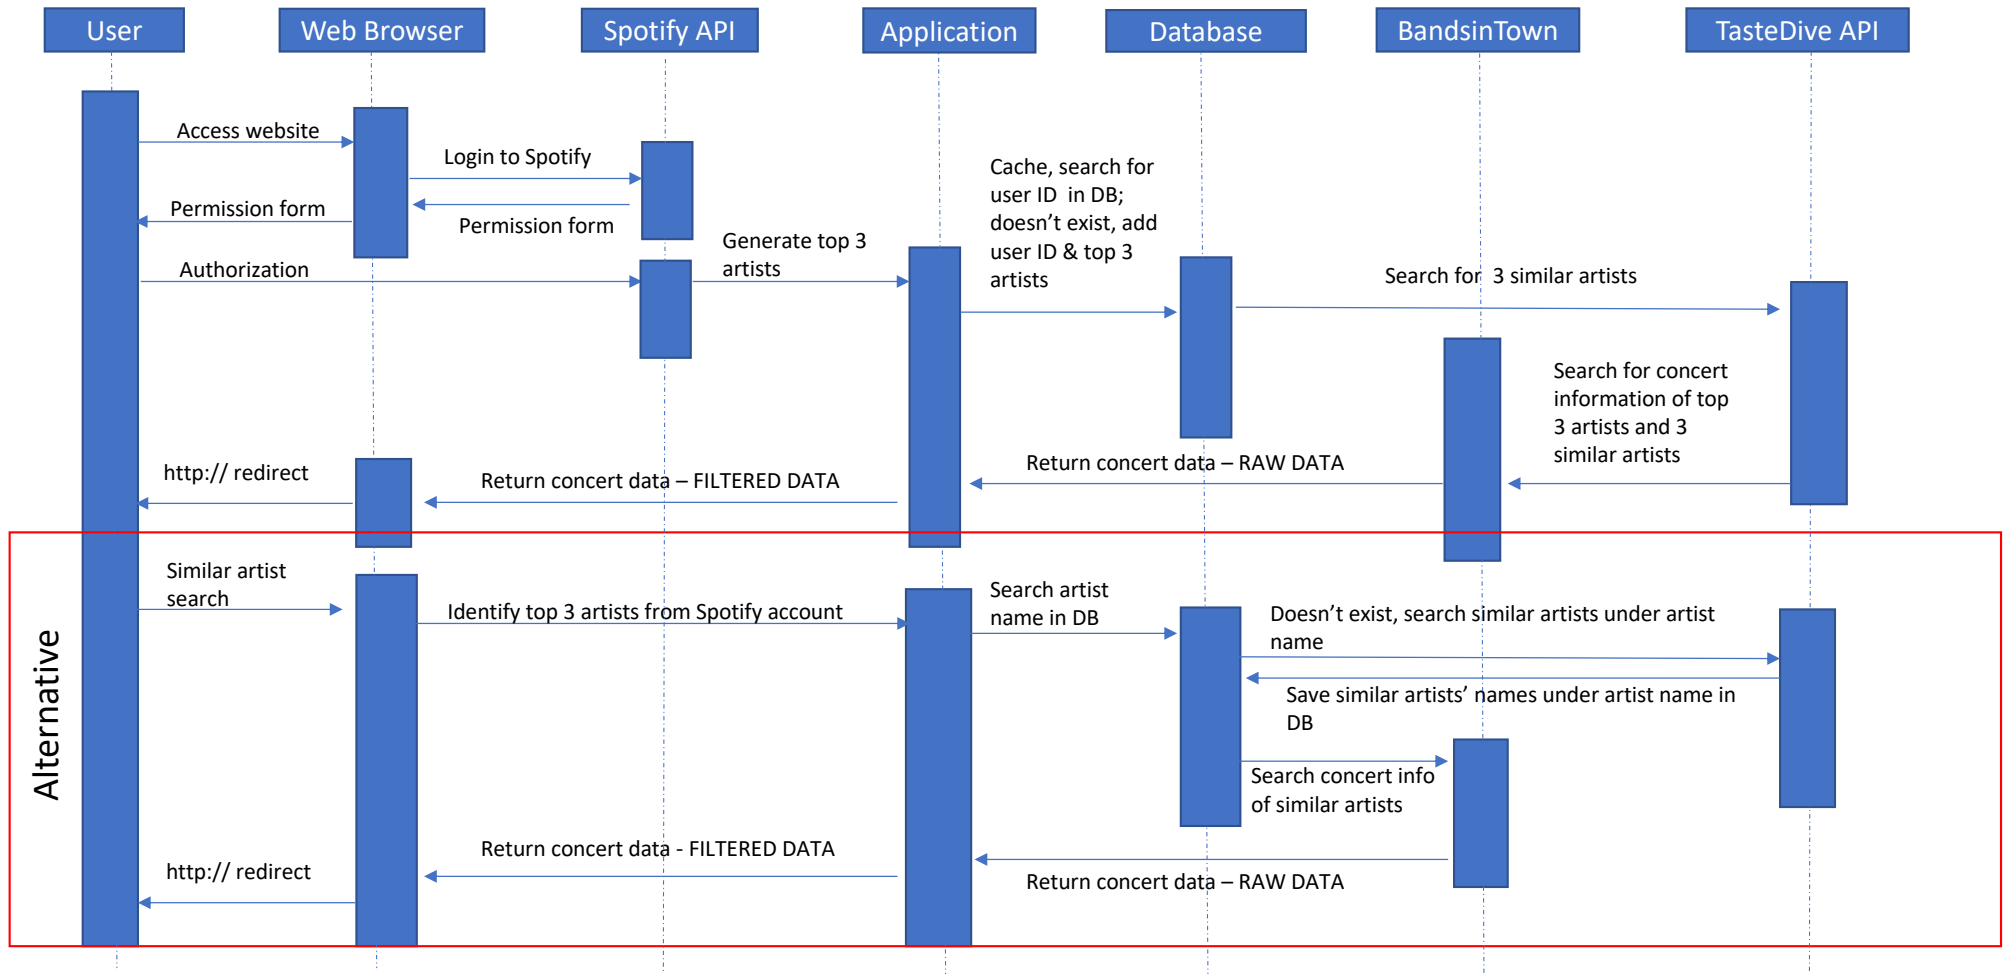 User
Web Browser
Spotify API
Application
Database
BandsinTown
TasteDive API
Access website
Login to Spotify
Permission form
Permission form
Authorization
Generate top 3
artists
Cache, search for
user ID  in DB;
doesn't exist, add
user ID & top 3
artists
Search for  3 similar artists
Search for concert
information of top
3 artists and 3
similar artists
Return concert data – RAW DATA
Return concert data – FILTERED DATA
http:// redirect
Alternative
Similar artist
search
Identify top 3 artists from Spotify account
Search artist
name in DB
Doesn't exist, search similar artists under artist
name
Save similar artists' names under artist name in
DB
Search concert info
of similar artists
Return concert data - FILTERED DATA
Return concert data – RAW DATA
http:// redirect